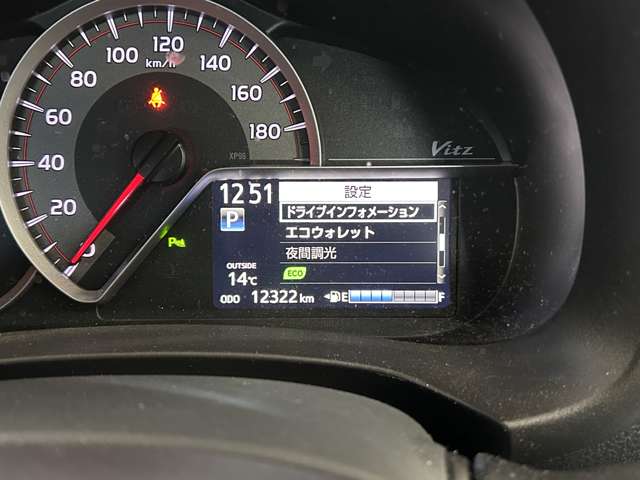 120
100
140
80
km/h
160
60
180
40
XP96
Vitz
20
0
12:51
設定
P
ドライブインフォメーション
エコウォレット
夜間調光
OUTSIDE
14℃
ECO
ODO 12322 km
E F